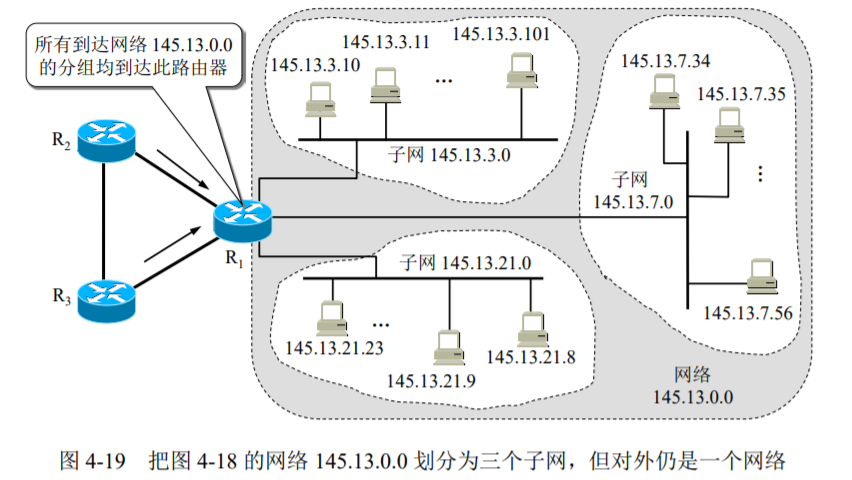 所有到达网络 145.13.0.0
的分组均到达此路由器
145.13.3.10
145.13.3.11
...
145.13.3.101
子网 145.13.3.0
145.13.7.34
145.13.7.35
...
子网
145.13.7.0
145.13.7.56
R2
R1
R3
子网 145.13.21.0
145.13.21.23
...
145.13.21.9
145.13.21.8
网络
145.13.0.0
图 4-19 把图 4-18 的网络 145.13.0.0 划分为三个子网，但对外仍是一个网络